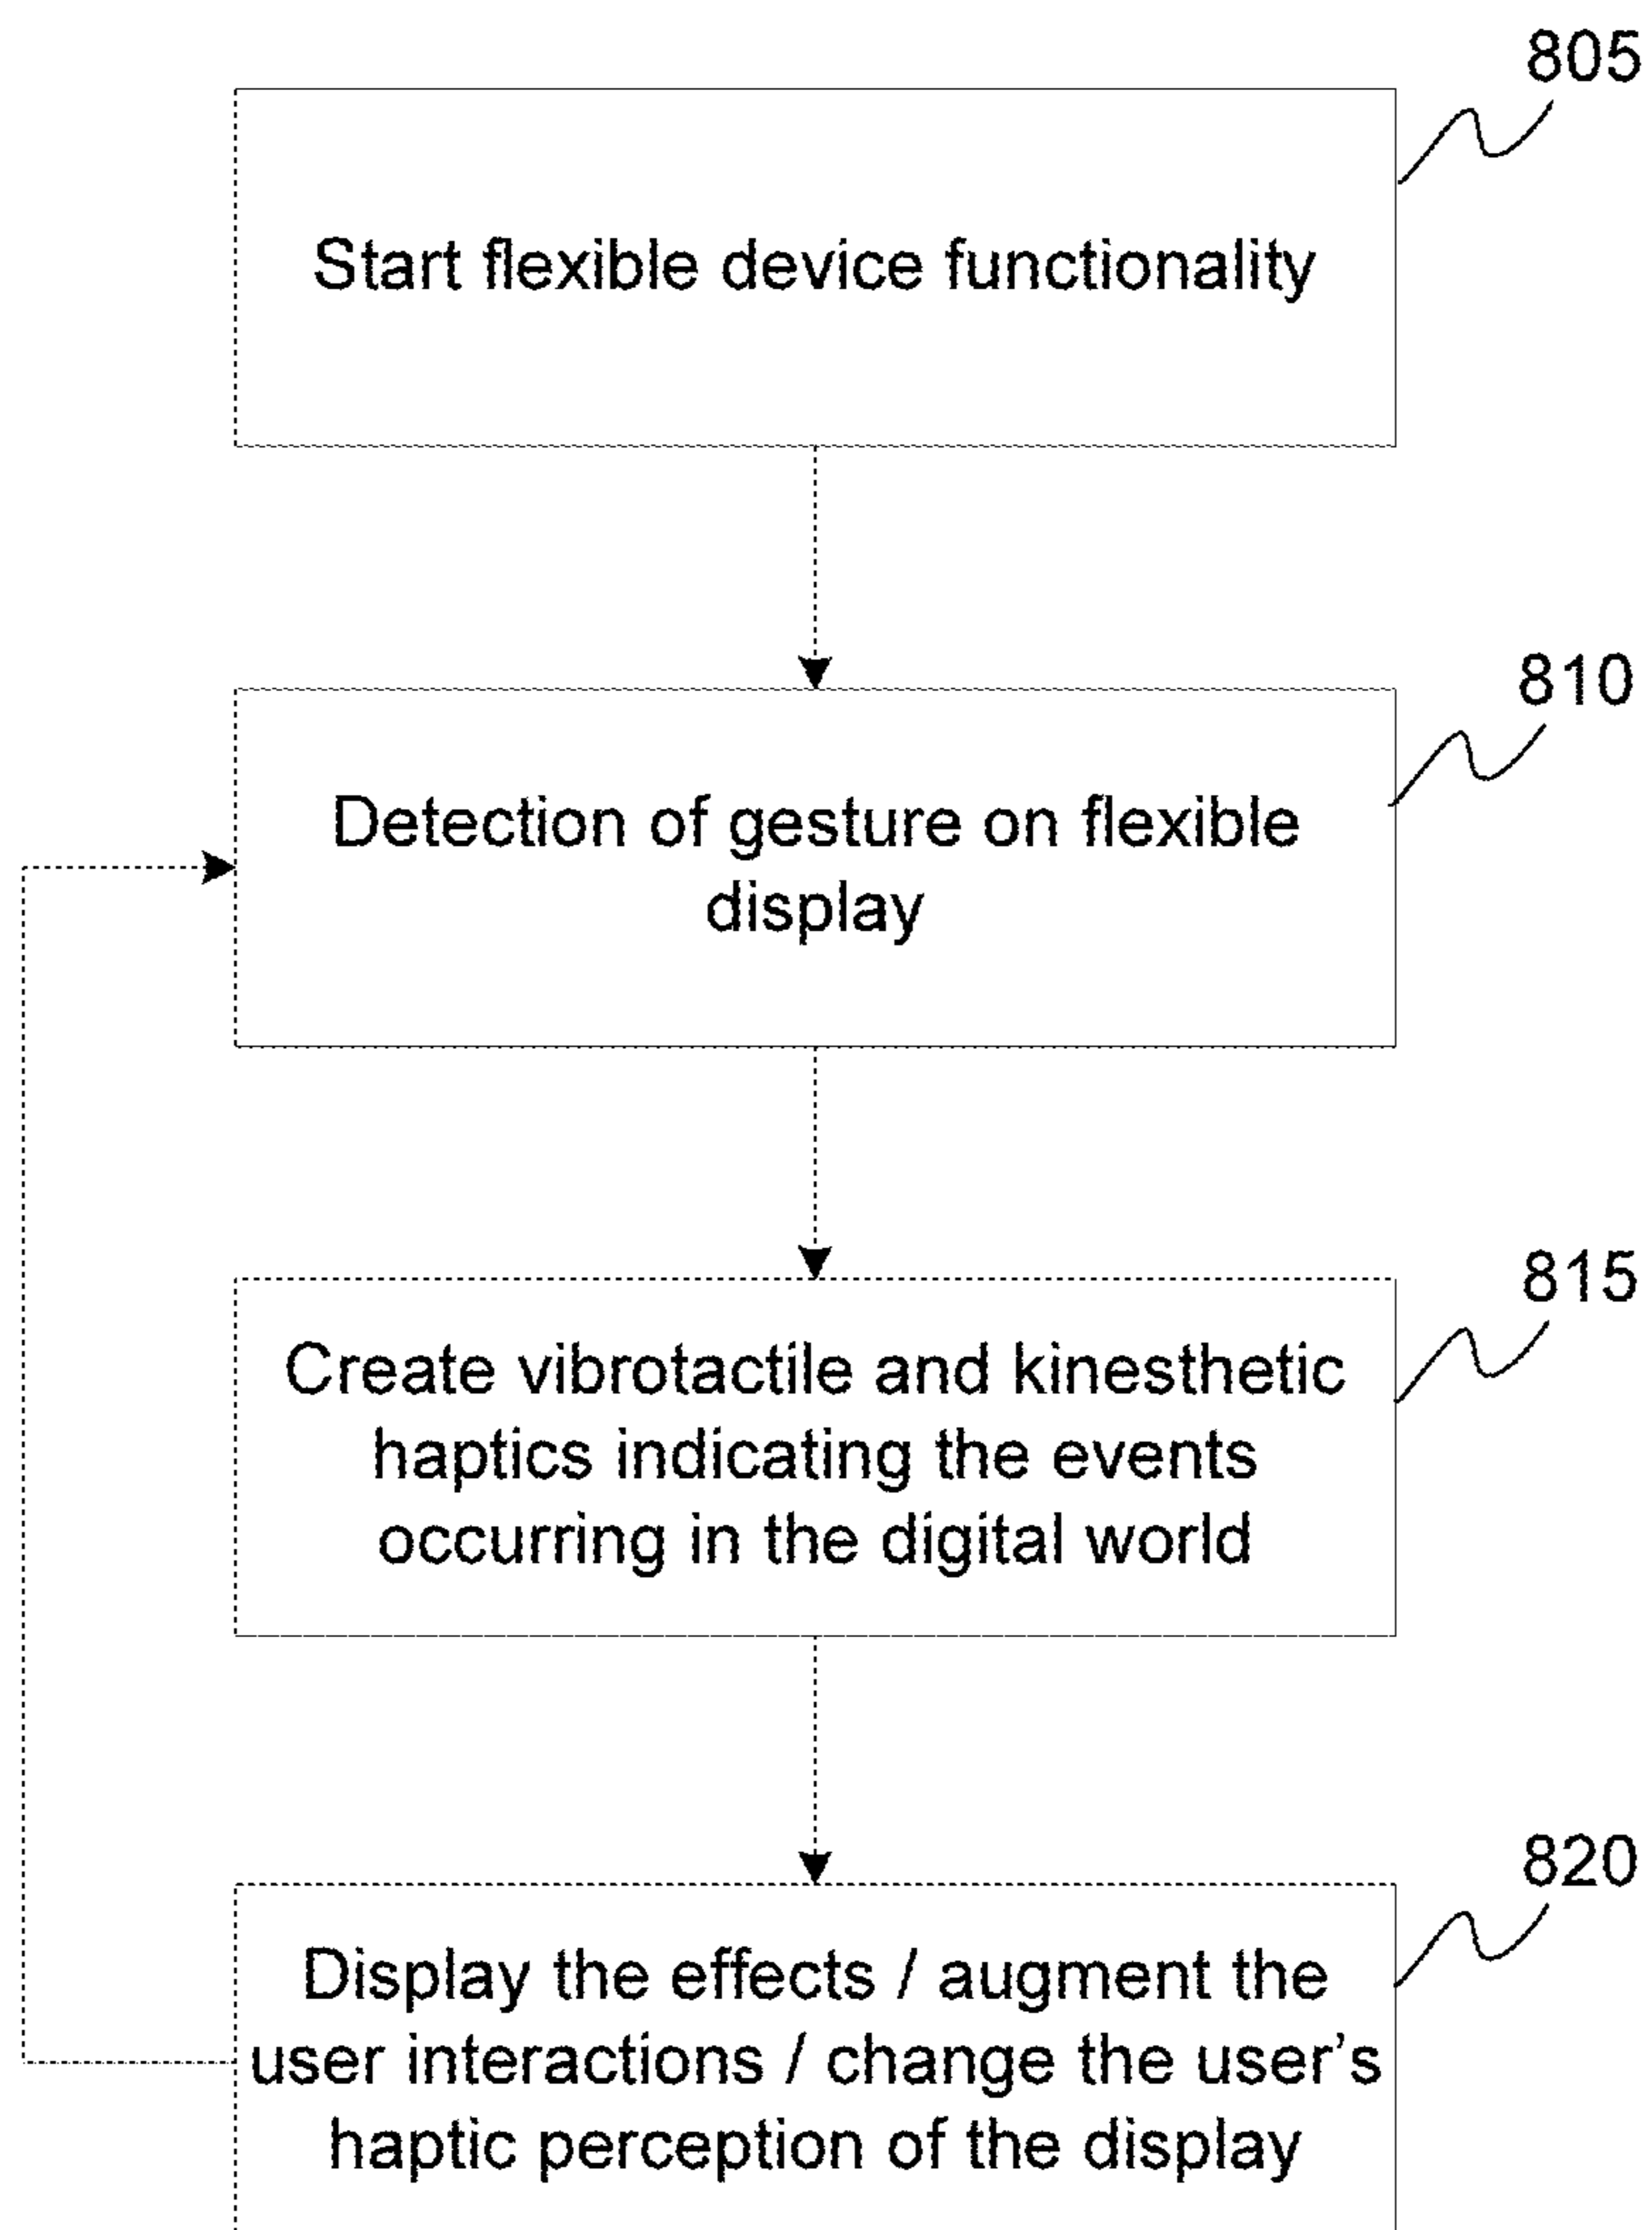 805
Start flexible device functionality
810
Detection of gesture on flexible
display
815
Create vibrotactile and kinesthetic
haptics indicating the events
occurring in the digital world
820
Display the effects / augment the
user interactions / change the user’s
haptic perception of the display